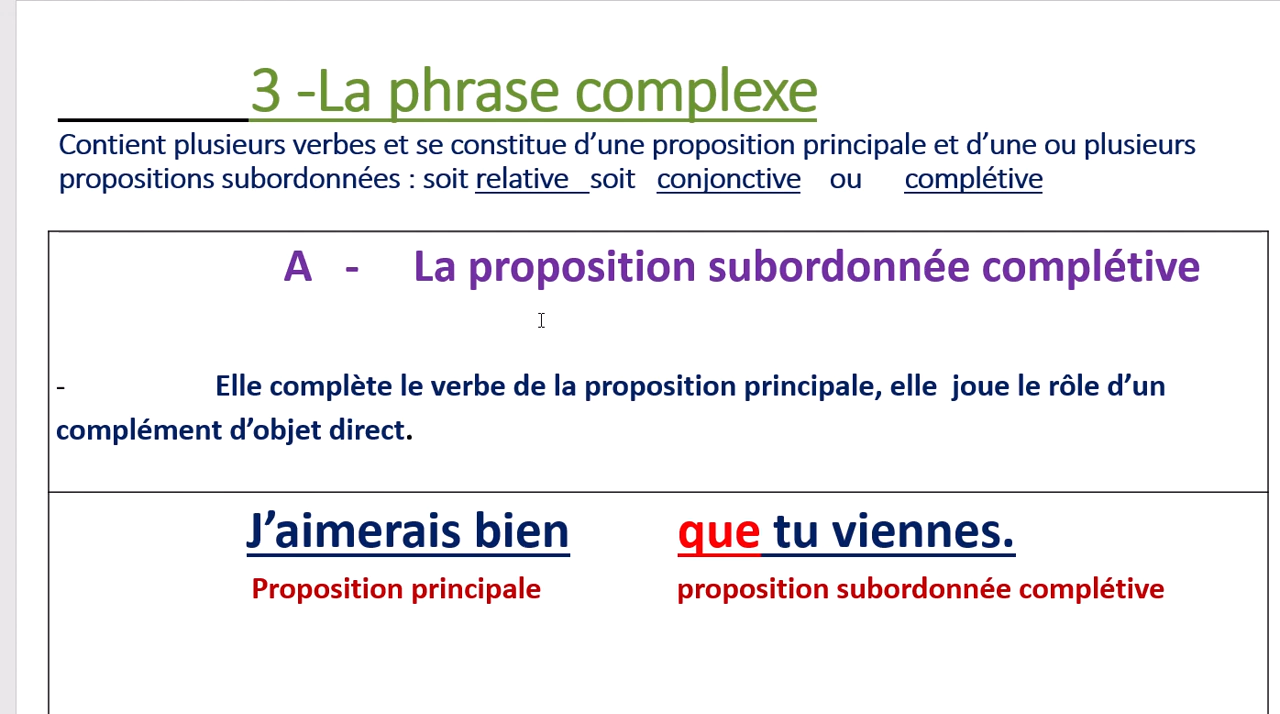 3 -La phrase complexe
Contient plusieurs verbes et se constitue d’une proposition principale et d’une ou plusieurs
propositions subordonnées : soit relative soit conjonctive ou complétive
A - La proposition subordonnée complétive
- Elle complète le verbe de la proposition principale, elle joue le rôle d’un
complément d’objet direct.
J’aimerais bien que tu viennes.
Proposition principale proposition subordonnée complétive